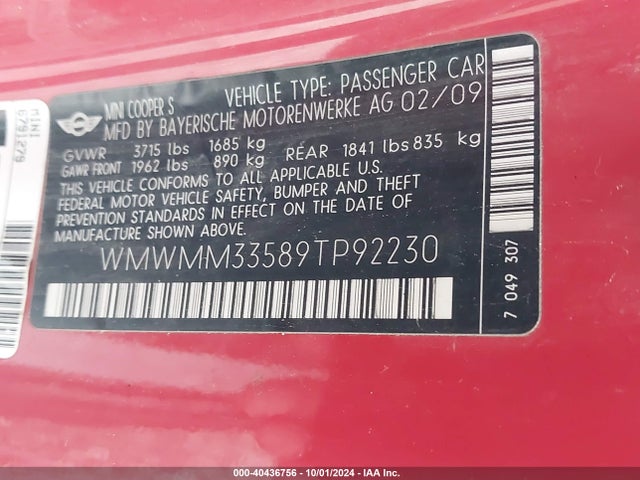 MINI COOPER S VEHICLE TYPE: PASSENGER CAR
MFD BY BAYERISCHE MOTORENWERKE AG 02/09
GVWR 3715 lbs 1685 kg
GAWR FRONT 1962 lbs 890 kg REAR 1841 lbs 835 kg
THIS VEHICLE CONFORMS TO ALL APPLICABLE U.S.
FEDERAL MOTOR VEHICLE SAFETY, BUMPER AND THEFT
PREVENTION STANDARDS IN EFFECT ON THE DATE OF
MANUFACTURE SHOWN ABOVE.
WMWMM33589TP92230
7 049 307
MINI
6791279
000-40436756 - 10/01/2024 - IAA Inc.